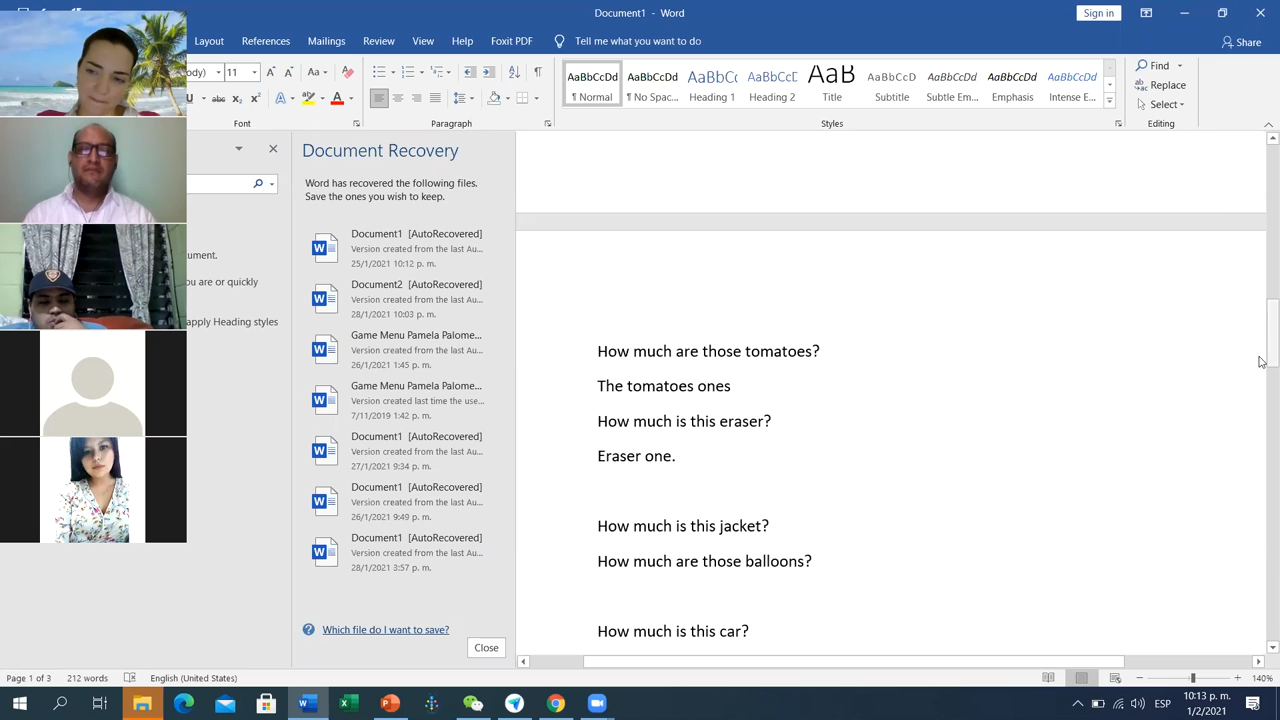 Document1 - Word
Sign in
Layout References Mailings Review View Help Foxit PDF Tell me what you want to do
Share
11
Aa
AaBbCcDd AaBbCcDd AaBbC AaBbCcD AaB AaBbCcD AaBbCcDd AaBbCcDd AaBbCcDd
¶ Normal ¶ No Spac... Heading 1 Heading 2 Title Subtitle Subtle Em... Emphasis Intense E...
Find
Replace
Select
Font Paragraph Styles Editing
Document Recovery
Word has recovered the following files.
Save the ones you wish to keep.
Document1 [AutoRecovered]
Version created from the last Au...
25/1/2021 10:12 p. m.
Document2 [AutoRecovered]
Version created from the last Au...
28/1/2021 10:03 p. m.
Game Menu Pamela Palome...
Version created from the last Au...
26/1/2021 1:45 p. m.
Game Menu Pamela Palome...
Version created last time the use...
7/11/2019 1:42 p. m.
Document1 [AutoRecovered]
Version created from the last Au...
27/1/2021 9:34 p. m.
Document1 [AutoRecovered]
Version created from the last Au...
26/1/2021 9:49 p. m.
Document1 [AutoRecovered]
Version created from the last Au...
28/1/2021 3:57 p. m.
Which file do I want to save?
Close
are or quickly
apply Heading styles
How much are those tomatoes?
The tomatoes ones
How much is this eraser?
Eraser one.
How much is this jacket?
How much are those balloons?
How much is this car?
Page 1 of 3 212 words English (United States)
140%
ESP
10:13 p. m.
1/2/2021